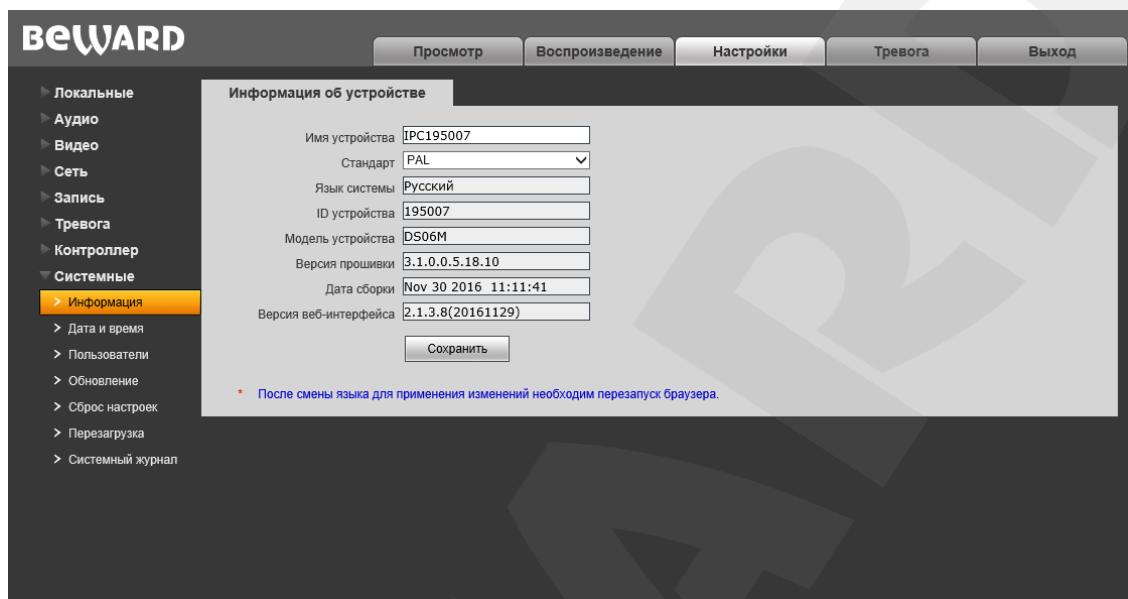 BEWARD
Просмотр Воспроизведение Настройки Тревога Выход
Локальные
Аудио
Видео
Сеть
Запись
Тревога
Контроллер
Системные
Информация
Дата и время
Пользователи
Обновление
Сброс настроек
Перезагрузка
Системный журнал
Информация об устройстве
Имя устройства IPC195007
Стандарт PAL
Язык системы Русский
ID устройства 195007
Модель устройства DS06M
Версия прошивки 3.1.0.0.5.18.10
Дата сборки Nov 30 2016 11:11:41
Версия веб-интерфейса 2.1.3.8(20161129)
Сохранить
* После смены языка для применения изменений необходим перезапуск браузера.